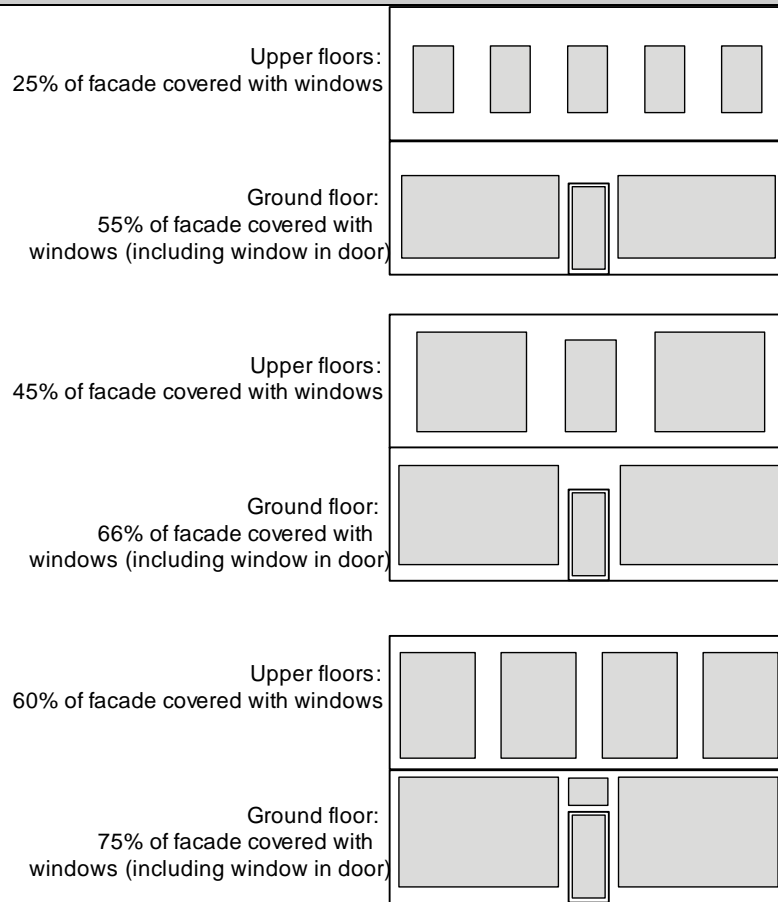 Upper floors:
25% of facade covered with windows
Ground floor:
55% of facade covered with
windows (including window in door)
Upper floors:
45% of facade covered with windows
Ground floor:
66% of facade covered with
windows (including window in door)
Upper floors:
60% of facade covered with windows
Ground floor:
75% of facade covered with
windows (including window in door)